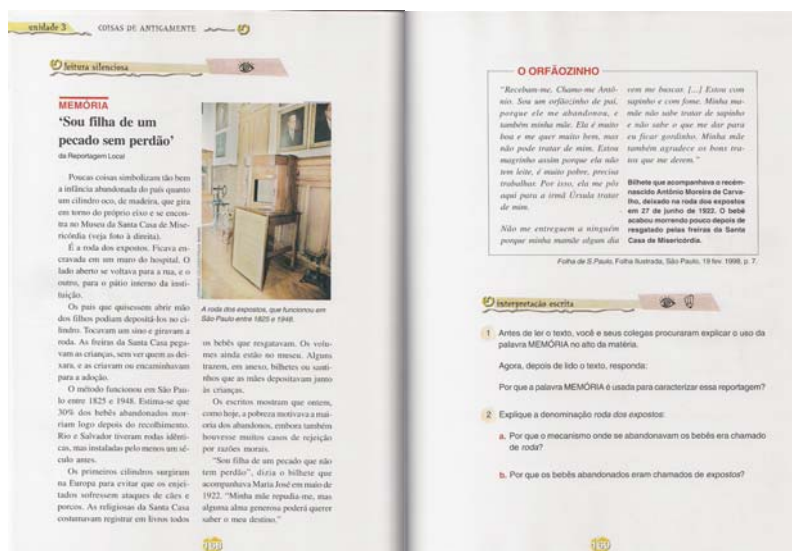 unidade 3 COISAS DE ANTIGAMENTE
leitura silenciosa
MEMÓRIA
'Sou filha de um
pecado sem perdão'
da Reportagem Local
Poucas coisas simbolizam tão bem
a infância abandonada do país quanto
um cilindro oco, de madeira, que gira
em torno do próprio eixo e se encon-
tra no Museu da Santa Casa de Mise-
ricórdia (veja foto à direita).
É a roda dos expostos. Ficava en-
cravada em um muro do hospital. O
lado aberto se voltava para a rua, e o
outro, para o pátio interno da insti-
tuição.
Os pais que quisessem abrir mão
dos filhos podiam depositá-los no ci-
lindro. Tocavam um sino e giravam a
roda. As freiras da Santa Casa pega-
vam as crianças, sem ver quem as dei-
xara, e as criavam ou encaminhavam
para a adoção.
O método funcionou em São Pau-
lo entre 1825 e 1948. Estima-se que
30% dos bebês abandonados mor-
riam logo depois do recolhimento.
Rio e Salvador tiveram rodas idênti-
cas, mas instaladas pelo menos um sé-
culo antes.
Os primeiros cilindros surgiram
na Europa para evitar que os enjei-
tados sofressem ataques de cães e
porcos. As religiosas da Santa Casa
costumavam registrar em livros todos
A roda dos expostos, que funcionou em
São Paulo entre 1825 e 1948.
os bebês que resgatavam. Os volu-
mes ainda estão no museu. Alguns
trazem, em anexo, bilhetes ou santi-
nhos que as mães depositavam junto
às crianças.
Os escritos mostram que ontem,
como hoje, a pobreza motivava a mai-
oria dos abandonos, embora também
houvesse muitos casos de rejeição
por razões morais.
"Sou filha de um pecado que não
tem perdão", dizia o bilhete que
acompanhava Maria José em maio de
1922. "Minha mãe repudia-me, mas
alguma alma generosa poderá querer
saber o meu destino."
168
O ORFÃOZINHO
"Recebam-me. Chamo-me Antô-
nio. Sou um orfãozinho de pai,
porque ele me abandonou, e
também minha mãe. Ela é muito
boa e me quer muito bem, mas
não pode tratar de mim. Estou
magrinho assim porque ela não
tem leite, é muito pobre, precisa
trabalhar. Por isso, ela me pôs
aqui para a irmã Úrsula tratar
de mim.
Não me entreguem a ninguém
porque minha mamãe algum dia
vem me buscar. [...] Estou com
sapinho e com fome. Minha ma-
mãe não sabe tratar de sapinho
e não sabe o que me dar para
eu ficar gordinho. Minha mãe
também agradece os bons tra-
tos que me derem."
Bilhete que acompanhava o recém-
nascido Antônio Moreira de Carva-
lho, deixado na roda dos expostos
em 27 de junho de 1922. O bebê
acabou morrendo pouco depois de
resgatado pelas freiras da Santa
Casa de Misericórdia.
Folha de S.Paulo, Folha Ilustrada, São Paulo, 19 fev. 1998, p. 7.
interpretação escrita
1 Antes de ler o texto, você e seus colegas procuraram explicar o uso da
palavra MEMÓRIA no alto da matéria.
Agora, depois de lido o texto, responda:
Por que a palavra MEMÓRIA é usada para caracterizar essa reportagem?
2 Explique a denominação roda dos expostos:
a. Por que o mecanismo onde se abandonavam os bebês era chamado
de roda?
b. Por que os bebês abandonados eram chamados de expostos?
169